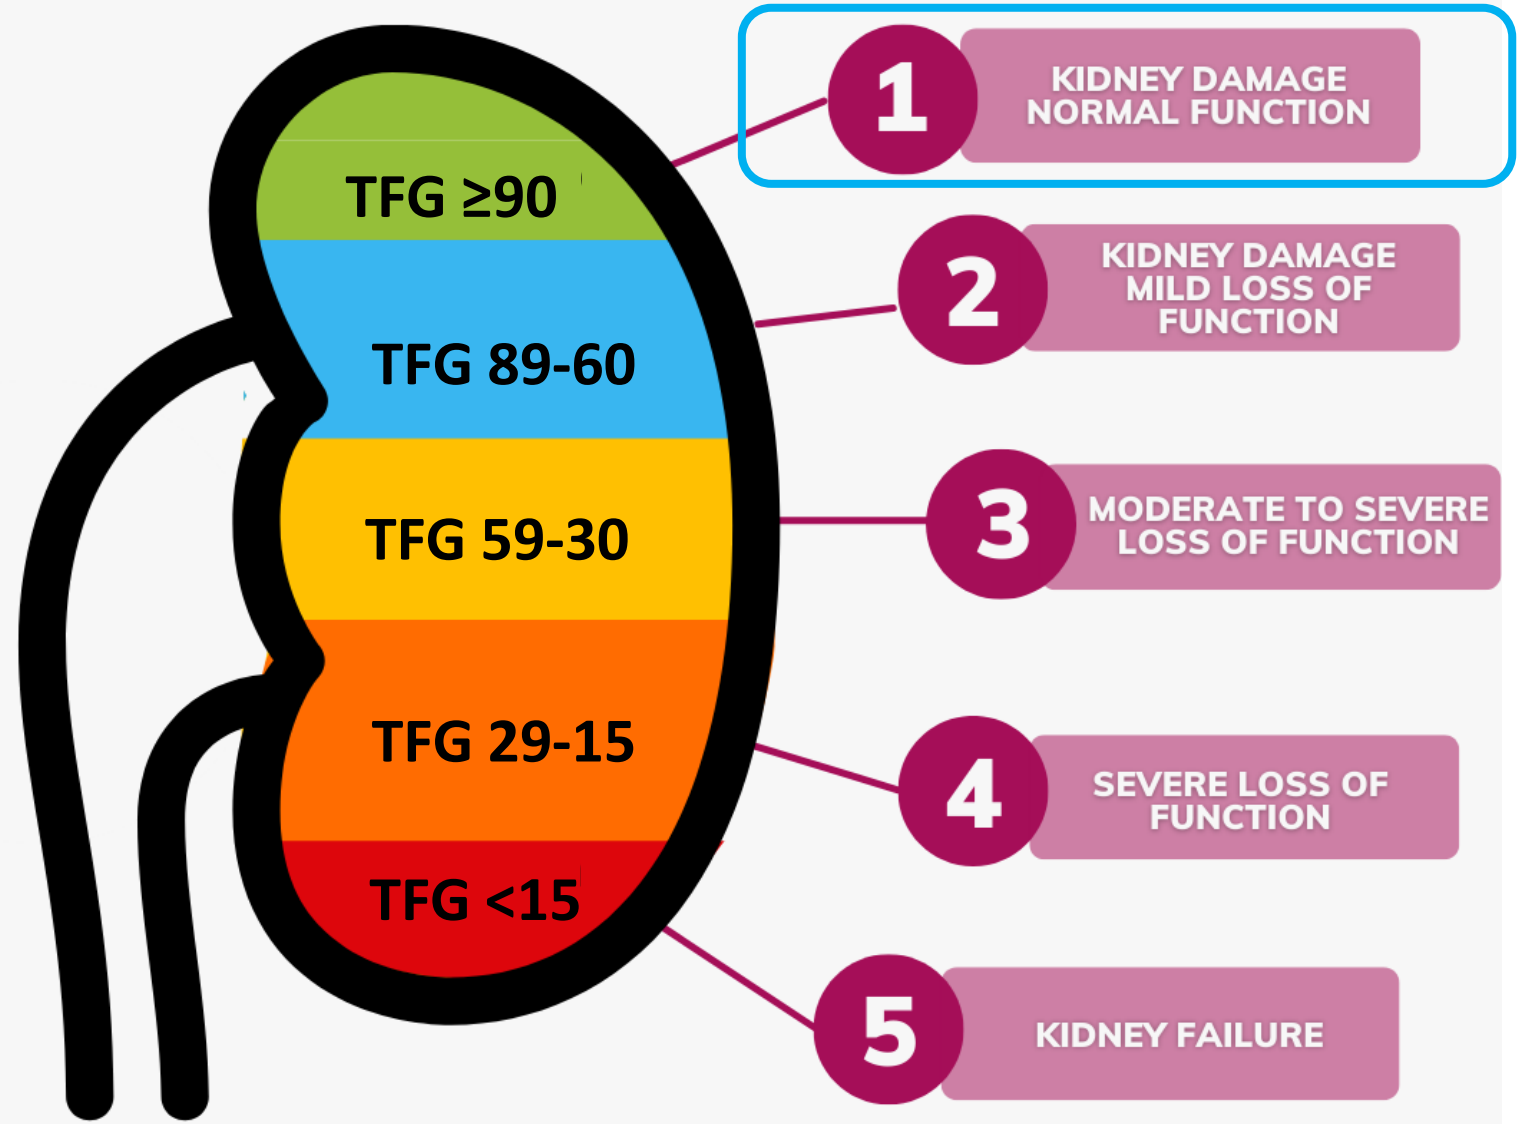 1
KIDNEY DAMAGE
NORMAL FUNCTION
TFG ≥90
2
KIDNEY DAMAGE
MILD LOSS OF
FUNCTION
TFG 89-60
3
MODERATE TO SEVERE
LOSS OF FUNCTION
TFG 59-30
4
SEVERE LOSS OF
FUNCTION
TFG 29-15
5
KIDNEY FAILURE
TFG <15